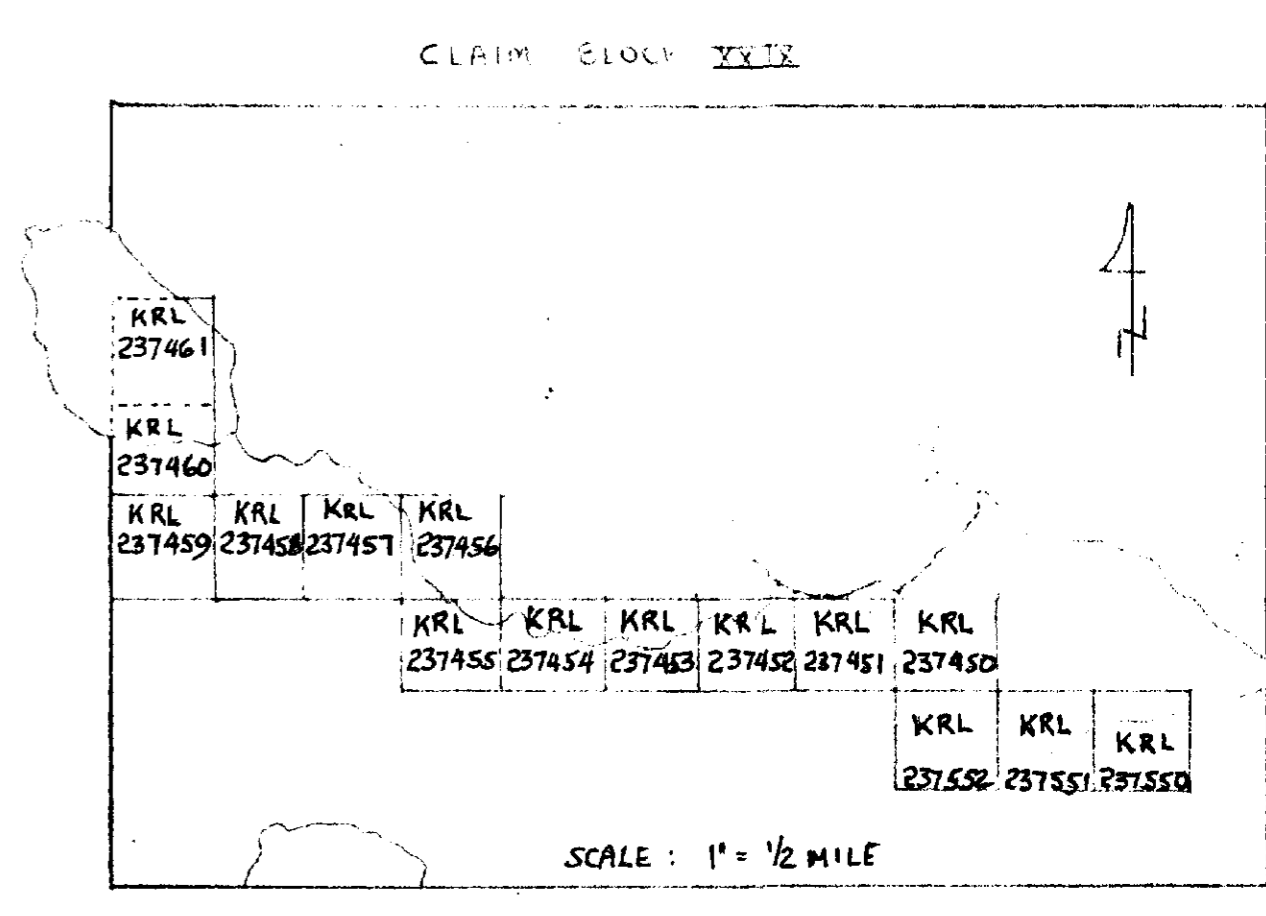 CLAIM BLOCK XXIX
KRL
237461
KRL
237460
KRL
237459
KRL
237458
KRL
237457
KRL
237456
KRL
237455
KRL
237454
KRL
237453
KRL
237452
KRL
237451
KRL
237450
KRL
237552
KRL
237551
KRL
237550
N
SCALE : 1" = 1/2 MILE